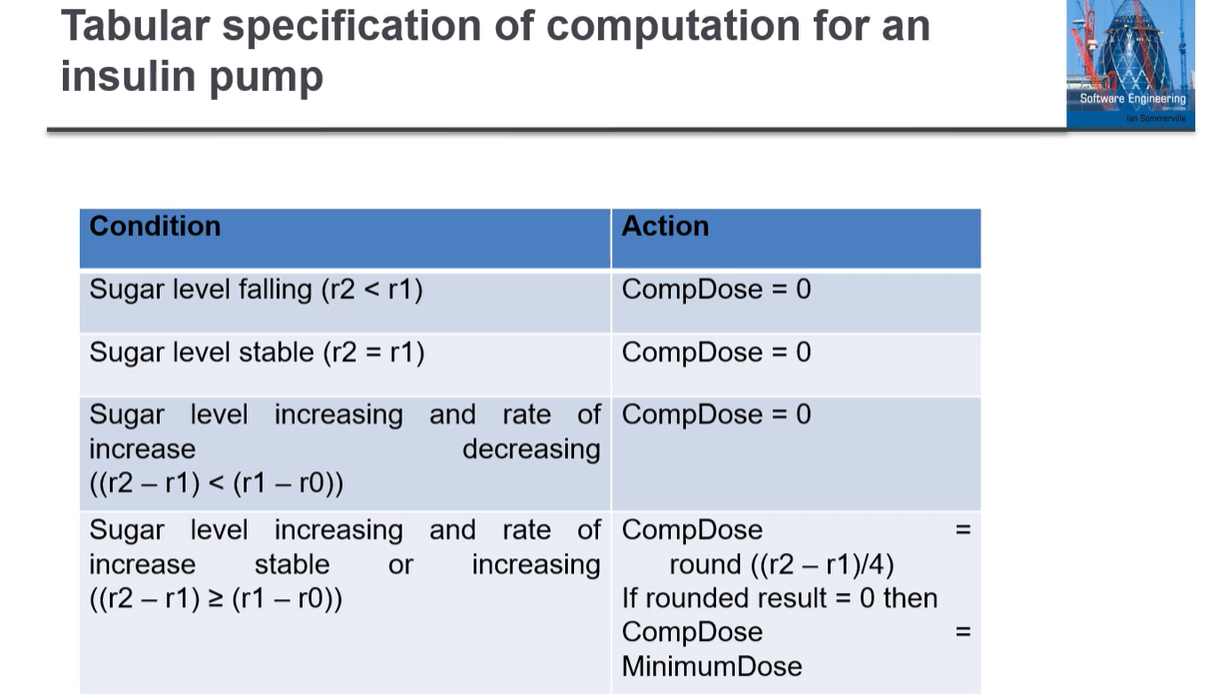 Tabular specification of computation for an
insulin pump
Software Engineering
Ian Sommerville
Condition
Action
Sugar level falling (r2 < r1)
CompDose = 0
Sugar level stable (r2 = r1)
CompDose = 0
Sugar level increasing and rate of
increase decreasing
((r2 – r1) < (r1 – r0))
CompDose = 0
Sugar level increasing and rate of
increase stable or increasing
((r2 – r1) ≥ (r1 – r0))
CompDose =
round ((r2 – r1)/4)
If rounded result = 0 then
CompDose =
MinimumDose